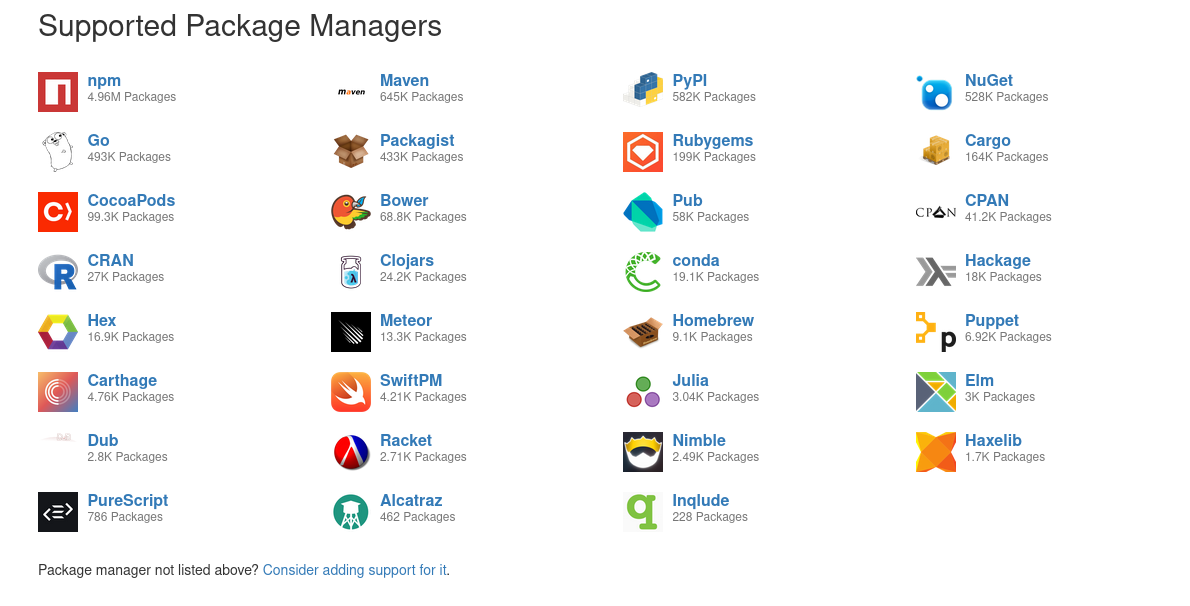 Supported Package Managers
npm
4.96M Packages
Maven
645K Packages
PyPI
582K Packages
NuGet
528K Packages
Go
493K Packages
Packagist
433K Packages
Rubygems
199K Packages
Cargo
164K Packages
CocoaPods
99.3K Packages
Bower
68.8K Packages
Pub
58K Packages
CPAN
CPAN
41.2K Packages
CRAN
27K Packages
Clojars
24.2K Packages
conda
19.1K Packages
Hackage
18K Packages
Hex
16.9K Packages
Meteor
13.3K Packages
Homebrew
9.1K Packages
Puppet
6.92K Packages
Carthage
4.76K Packages
SwiftPM
4.21K Packages
Julia
3.04K Packages
Elm
3K Packages
Dub
2.8K Packages
Racket
2.71K Packages
Nimble
2.49K Packages
Haxelib
1.7K Packages
PureScript
786 Packages
Alcatraz
462 Packages
Inqlude
228 Packages
Package manager not listed above? Consider adding support for it.